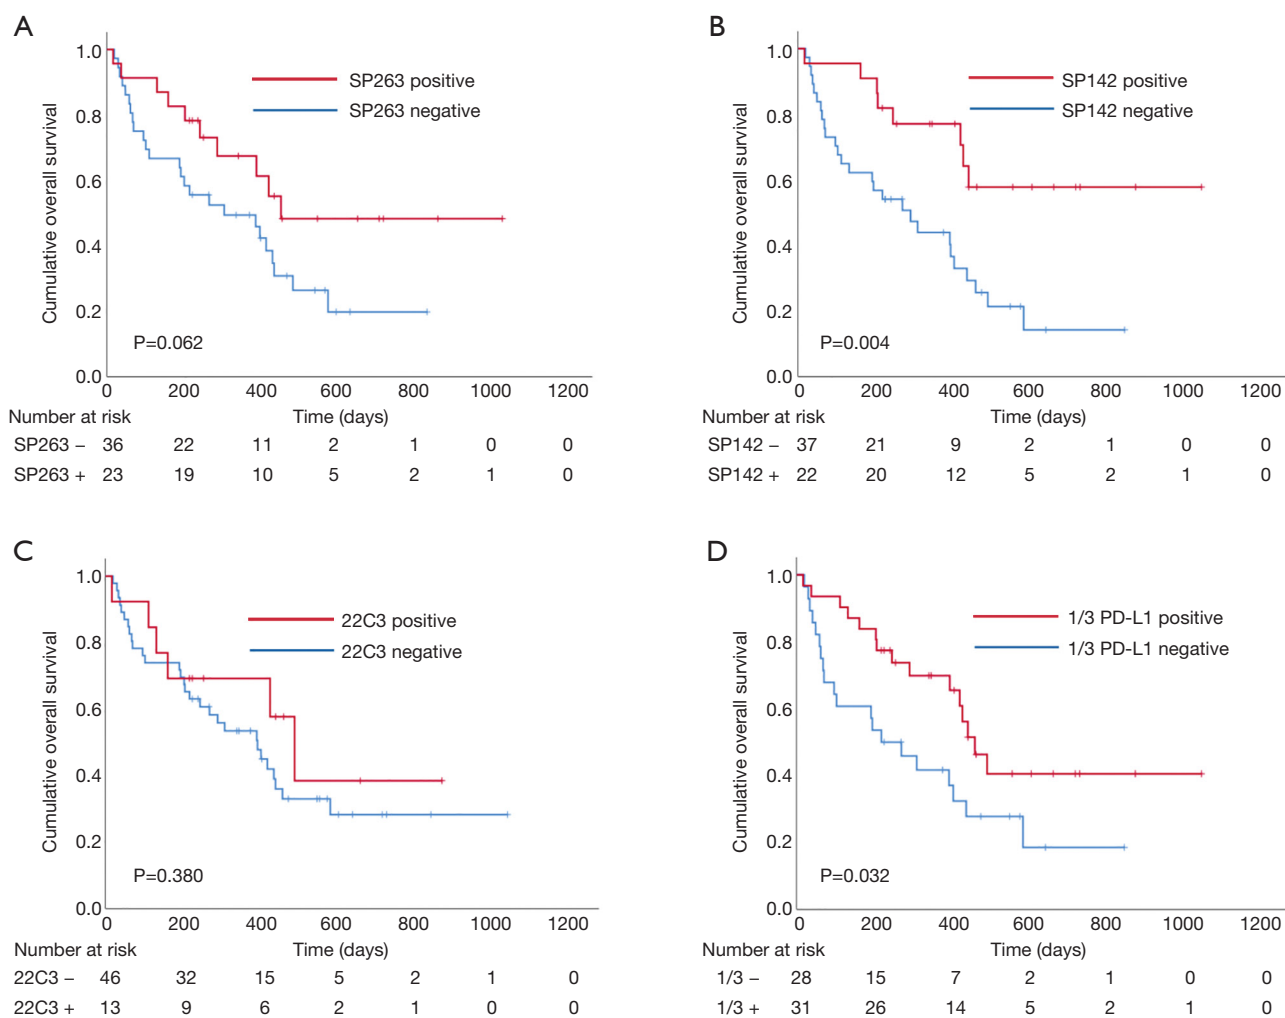 A
Cumulative overall survival
1.0
0.8
0.6
0.4
0.2
0.0
SP263 positive
SP263 negative
P=0.062
0 200 400 600 800 1000 1200
Number at risk Time (days)
SP263 – 36 22 11 2 1 0 0
SP263 + 23 19 10 5 2 1 0
B
Cumulative overall survival
1.0
0.8
0.6
0.4
0.2
0.0
SP142 positive
SP142 negative
P=0.004
0 200 400 600 800 1000 1200
Number at risk Time (days)
SP142 – 37 21 9 2 1 0 0
SP142 + 22 20 12 5 2 1 0
C
Cumulative overall survival
1.0
0.8
0.6
0.4
0.2
0.0
22C3 positive
22C3 negative
P=0.380
0 200 400 600 800 1000 1200
Number at risk Time (days)
22C3 – 46 32 15 5 2 1 0
22C3 + 13 9 6 2 1 0 0
D
Cumulative overall survival
1.0
0.8
0.6
0.4
0.2
0.0
1/3 PD-L1 positive
1/3 PD-L1 negative
P=0.032
0 200 400 600 800 1000 1200
Number at risk Time (days)
1/3 – 28 15 7 2 1 0 0
1/3 + 31 26 14 5 2 1 0